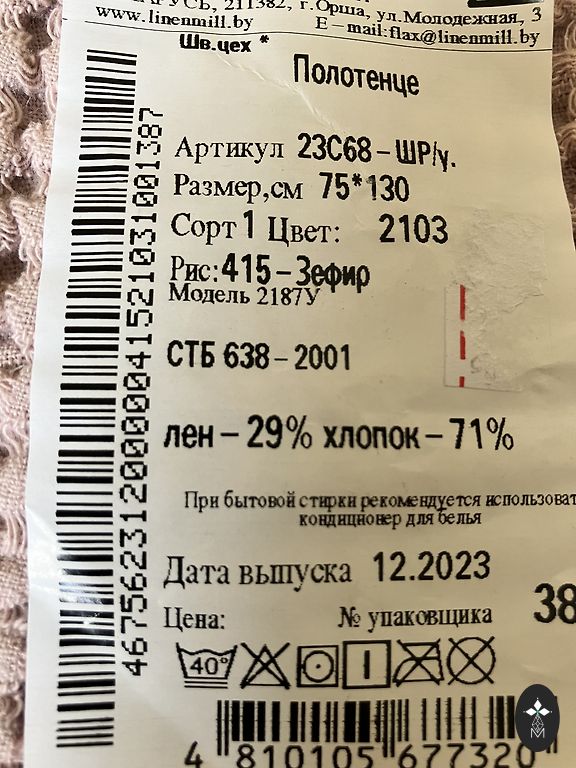 211382, г.Орша, ул.Молодежная, 3
www.linenmill.by E-mail:flax@linenmill.by
Шв.цех *
Полотенце
Артикул 23С68-ШР/у.
Размер,см 75*130
Сорт 1 Цвет: 2103
Рис: 415-Зефир
Модель 2187У
СТБ 638-2001
лен-29% хлопок-71%
При бытовой стирки рекомендуется использоват
кондиционер для белья
Дата выпуска 12.2023
Цена: № упаковщика 38
40°
4 810105 677320
467562312000004152103100138​7
M